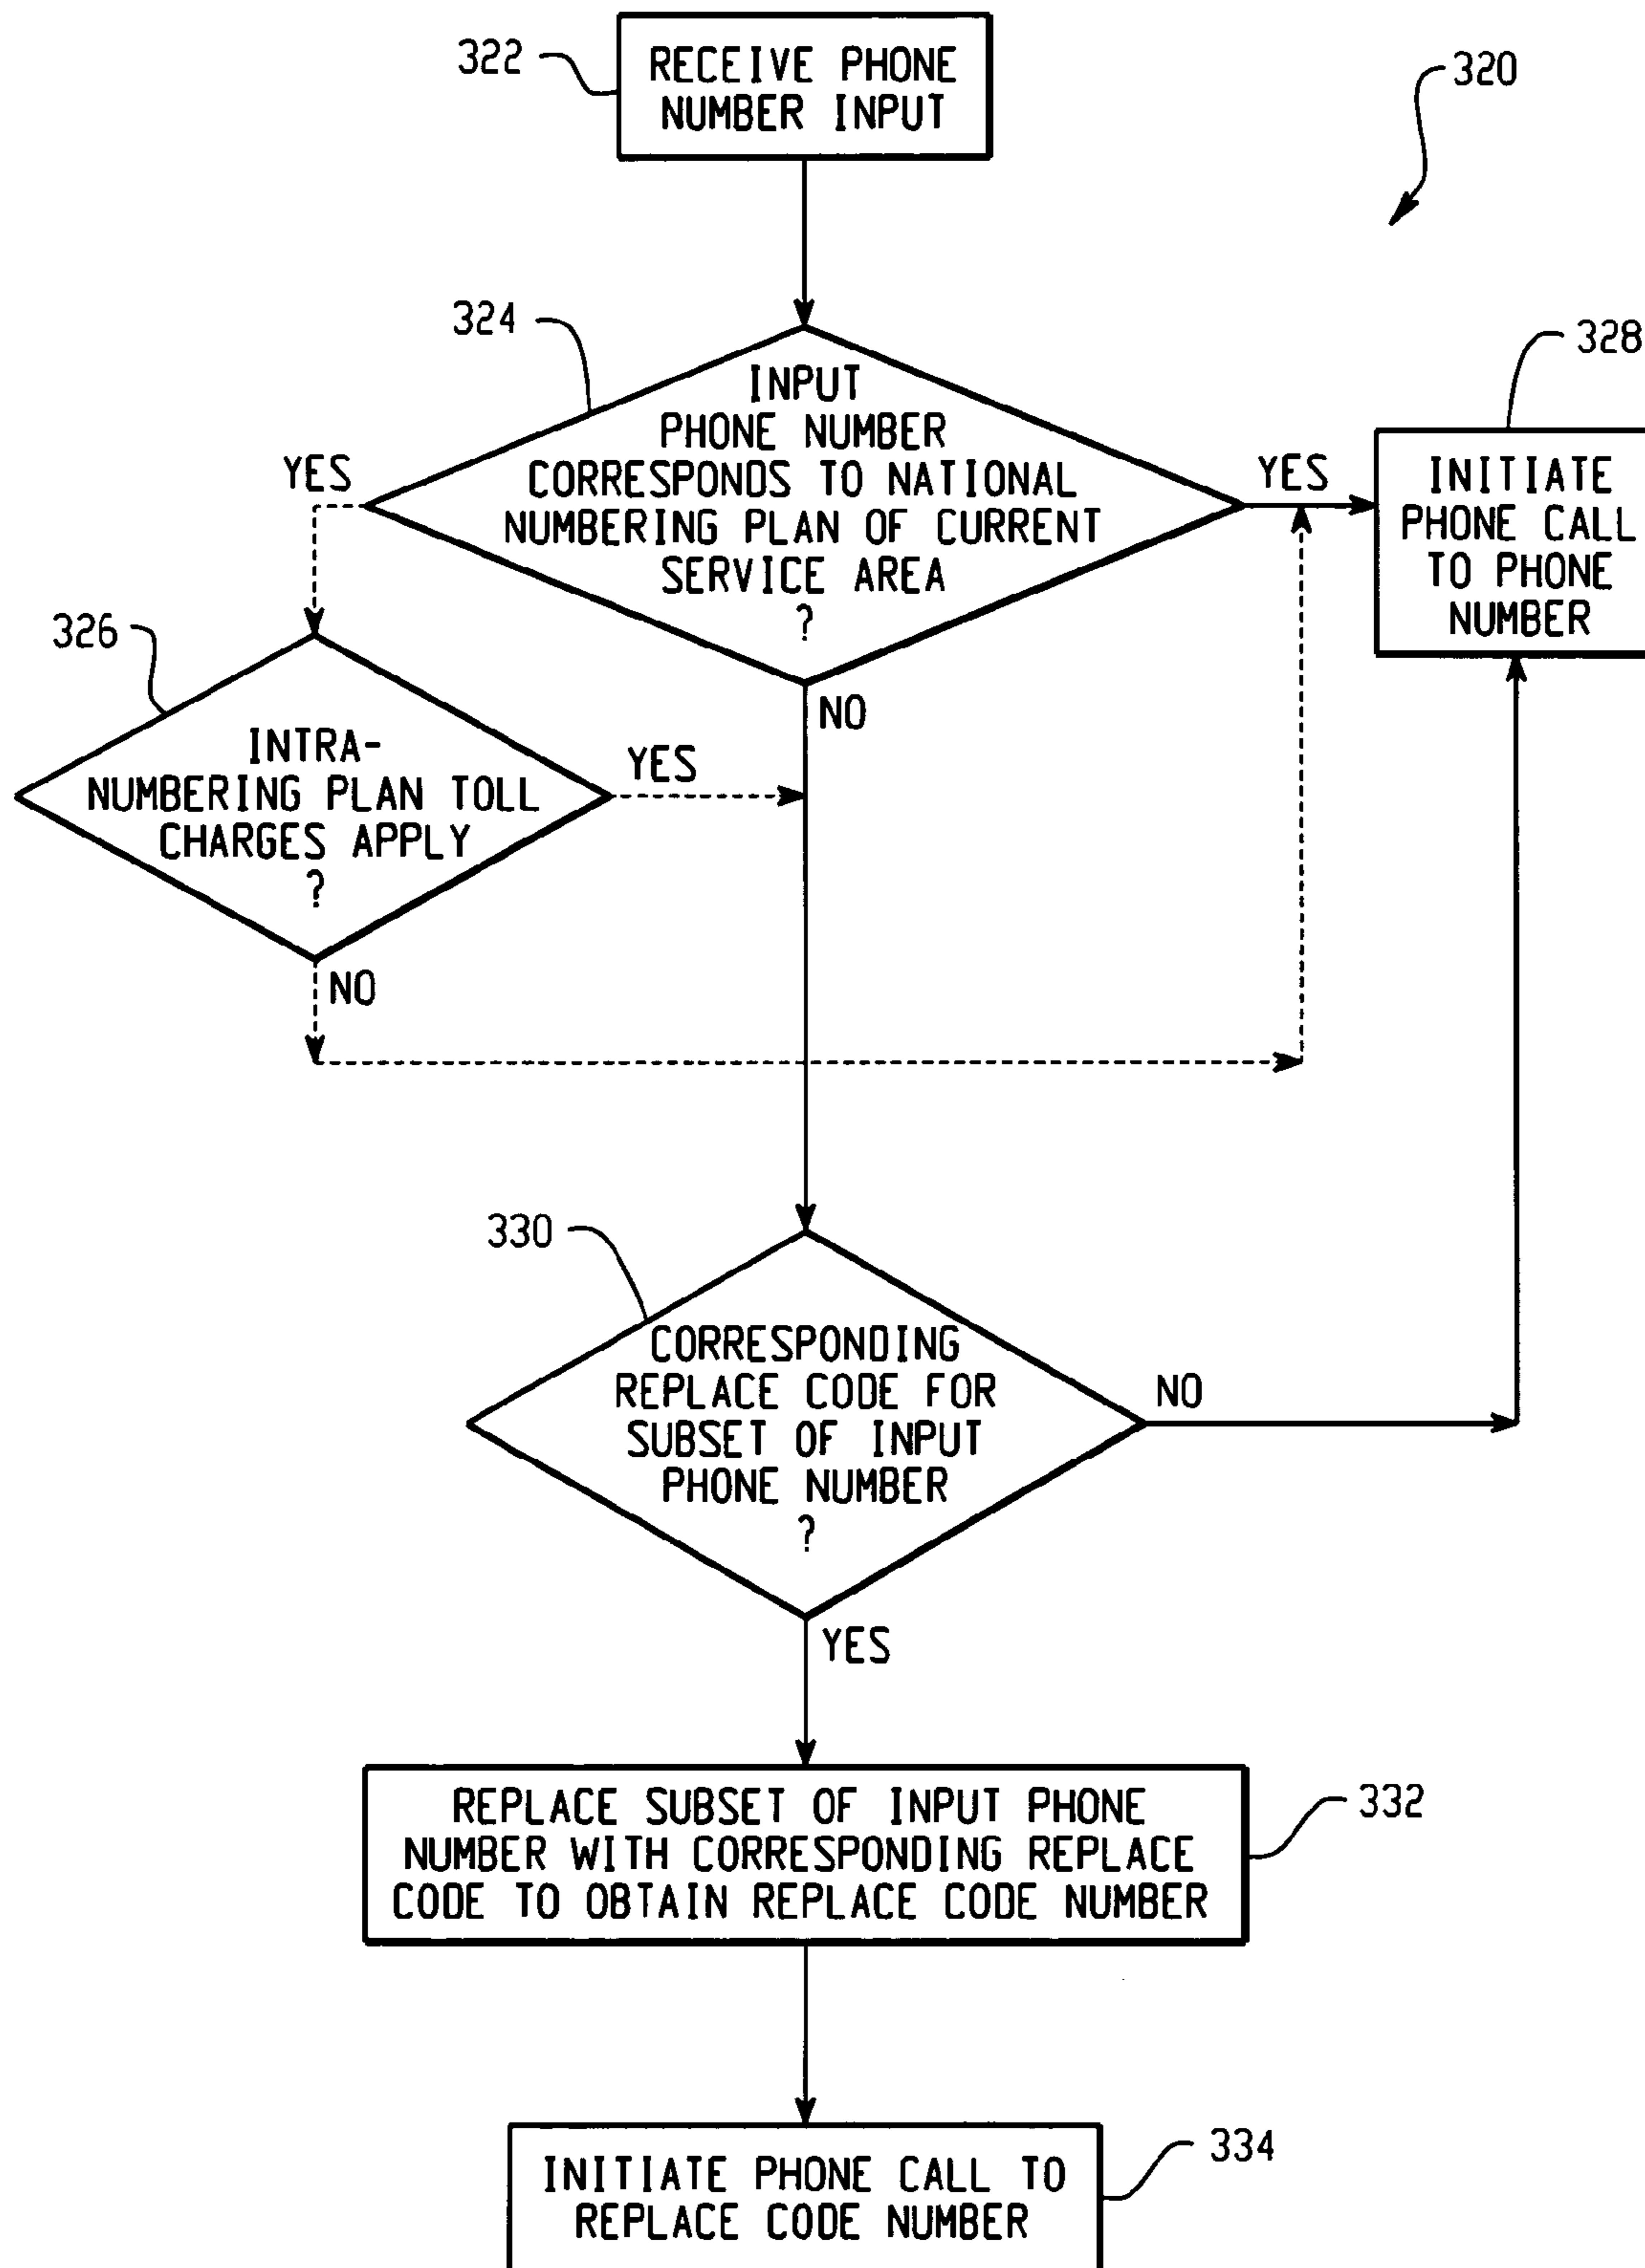 322
RECEIVE PHONE
NUMBER INPUT
320
324
INPUT
PHONE NUMBER
CORRESPONDS TO NATIONAL
NUMBERING PLAN OF CURRENT
SERVICE AREA
?
YES
YES
328
INITIATE
PHONE CALL
TO PHONE
NUMBER
326
INTRA-
NUMBERING PLAN TOLL
CHARGES APPLY
?
YES
NO
NO
330
CORRESPONDING
REPLACE CODE FOR
SUBSET OF INPUT
PHONE NUMBER
?
NO
YES
REPLACE SUBSET OF INPUT PHONE
NUMBER WITH CORRESPONDING REPLACE
CODE TO OBTAIN REPLACE CODE NUMBER
332
INITIATE PHONE CALL TO
REPLACE CODE NUMBER
334